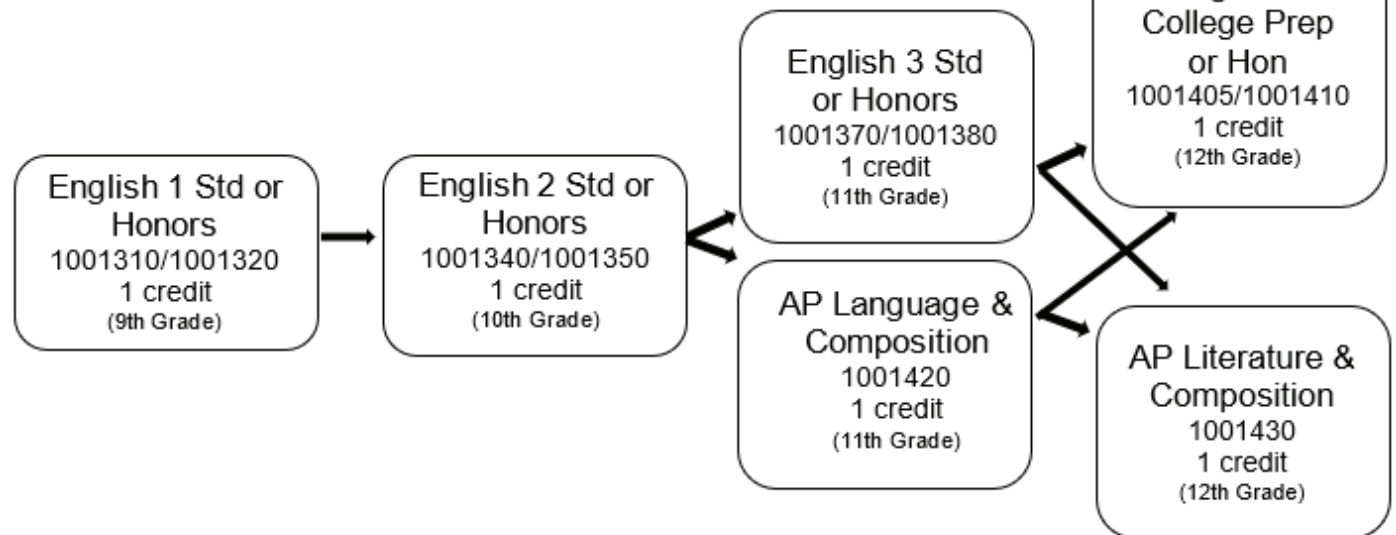 English 1 Std or
Honors
1001310/1001320
1 credit
(9th Grade)
English 2 Std or
Honors
1001340/1001350
1 credit
(10th Grade)
English 3 Std
or Honors
1001370/1001380
1 credit
(11th Grade)
AP Language &
Composition
1001420
1 credit
(11th Grade)
College Prep
or Hon
1001405/1001410
1 credit
(12th Grade)
AP Literature &
Composition
1001430
1 credit
(12th Grade)